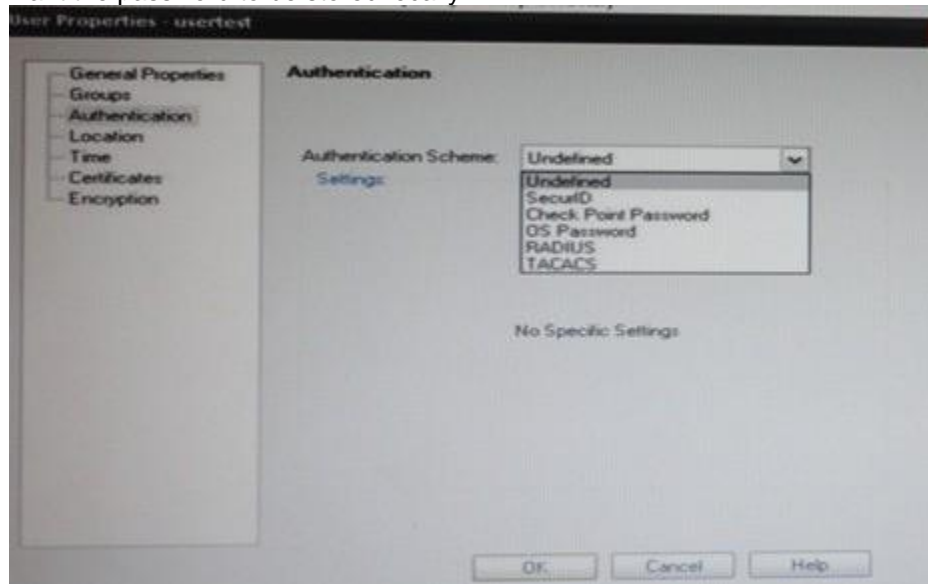 User Properties - usertest
General Properties
Groups
Authentication
Location
Time
Certificates
Encryption
Authentication
Authentication Scheme:
Undefined
Settings:
Undefined
SecurID
Check Point Password
OS Password
RADIUS
TACACS
No Specific Settings
OK
Cancel
Help